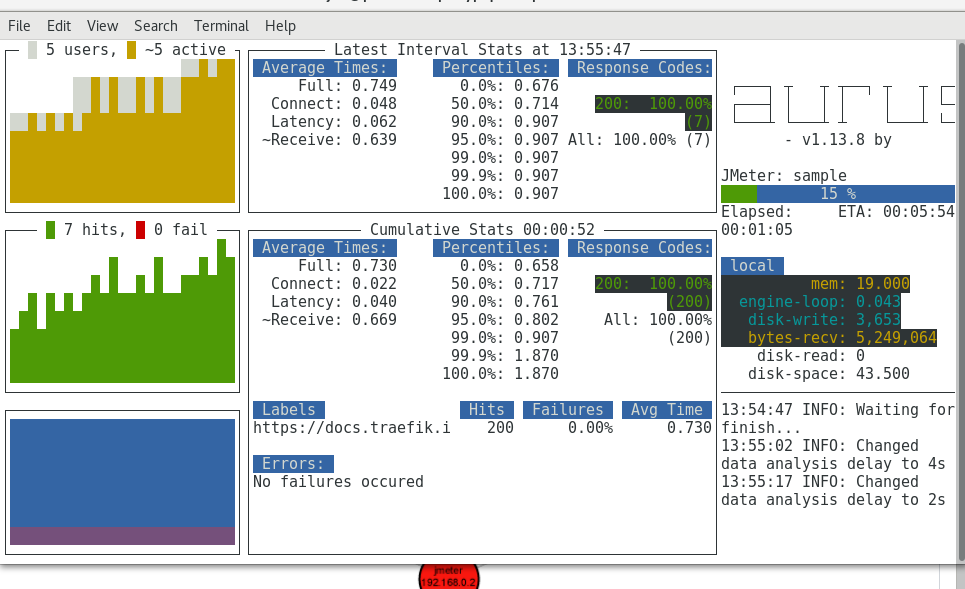 File Edit View Search Terminal Help
5 users, ~5 active
7 hits, 0 fail
Latest Interval Stats at 13:55:47
Average Times: Percentiles: Response Codes:
Full: 0.749 0.0%: 0.676
Connect: 0.048 50.0%: 0.714 200: 100.00%
Latency: 0.062 90.0%: 0.907 (7)
~Receive: 0.639 95.0%: 0.907 All: 100.00% (7)
99.0%: 0.907
99.9%: 0.907
100.0%: 0.907
Cumulative Stats 00:00:52
Average Times: Percentiles: Response Codes:
Full: 0.730 0.0%: 0.658
Connect: 0.022 50.0%: 0.717 200: 100.00%
Latency: 0.040 90.0%: 0.761 (200)
~Receive: 0.669 95.0%: 0.802 All: 100.00%
99.0%: 0.907 (200)
99.9%: 1.870
100.0%: 1.870
Labels Hits Failures Avg Time
https://docs.traefik.i 200 0.00% 0.730
Errors:
No failures occured
- v1.13.8 by
JMeter: sample
15 %
Elapsed: ETA: 00:05:54
00:01:05
local
mem: 19.000
engine-loop: 0.043
disk-write: 3,653
bytes-recv: 5,249,064
disk-read: 0
disk-space: 43.500
13:54:47 INFO: Waiting for
finish...
13:55:02 INFO: Changed
data analysis delay to 4s
13:55:17 INFO: Changed
data analysis delay to 2s
jmeter
192.168.0.2